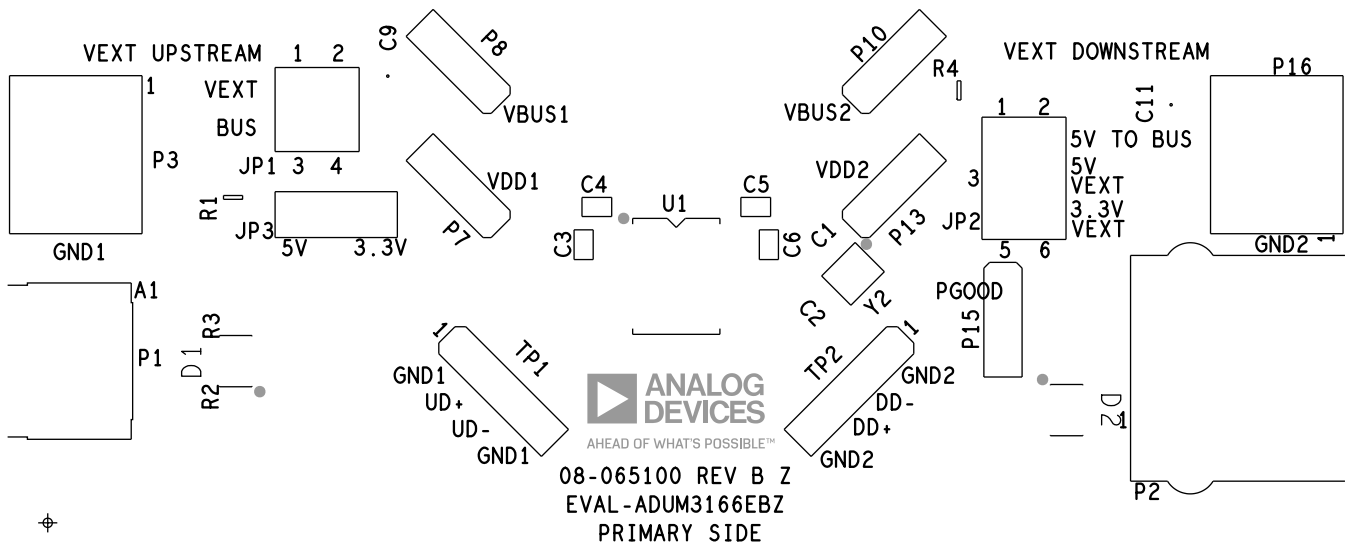 VEXT UPSTREAM
1 2
C9
P8
P10
R4
VEXT DOWNSTREAM
P16
1
VEXT
BUS
VBUS1
VBUS2
1 2
C11
5V TO BUS
P3
JP1
3 4
VDD1
C4
C5
VDD2
3
5V
VEXT
R1
JP3
5V
3.3V
P7
C3
U1
C6
C1
P13
JP2
3.3V
VEXT
GND1
5 6
GND2
1
A1
C2
Y2
PGOOD
P15
P1
R3
D1
R2
1
TP1
GND1
UD+
UD-
GND1
ANALOG
DEVICES
AHEAD OF WHAT'S POSSIBLE™
TP2
1
GND2
DD-
DD+
GND2
D2
1
P2
08-065100 REV B Z
EVAL-ADUM3166EBZ
PRIMARY SIDE